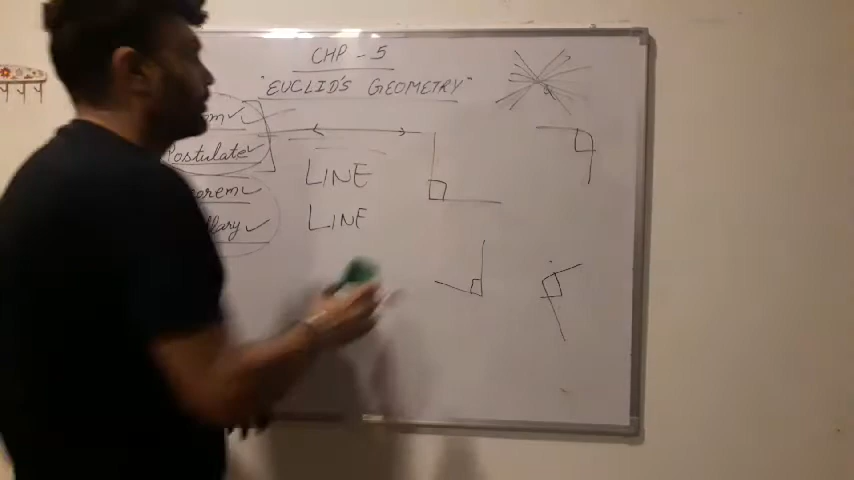 CHP - 5
"EUCLID'S GEOMETRY"
Postulate
LINE
LINE